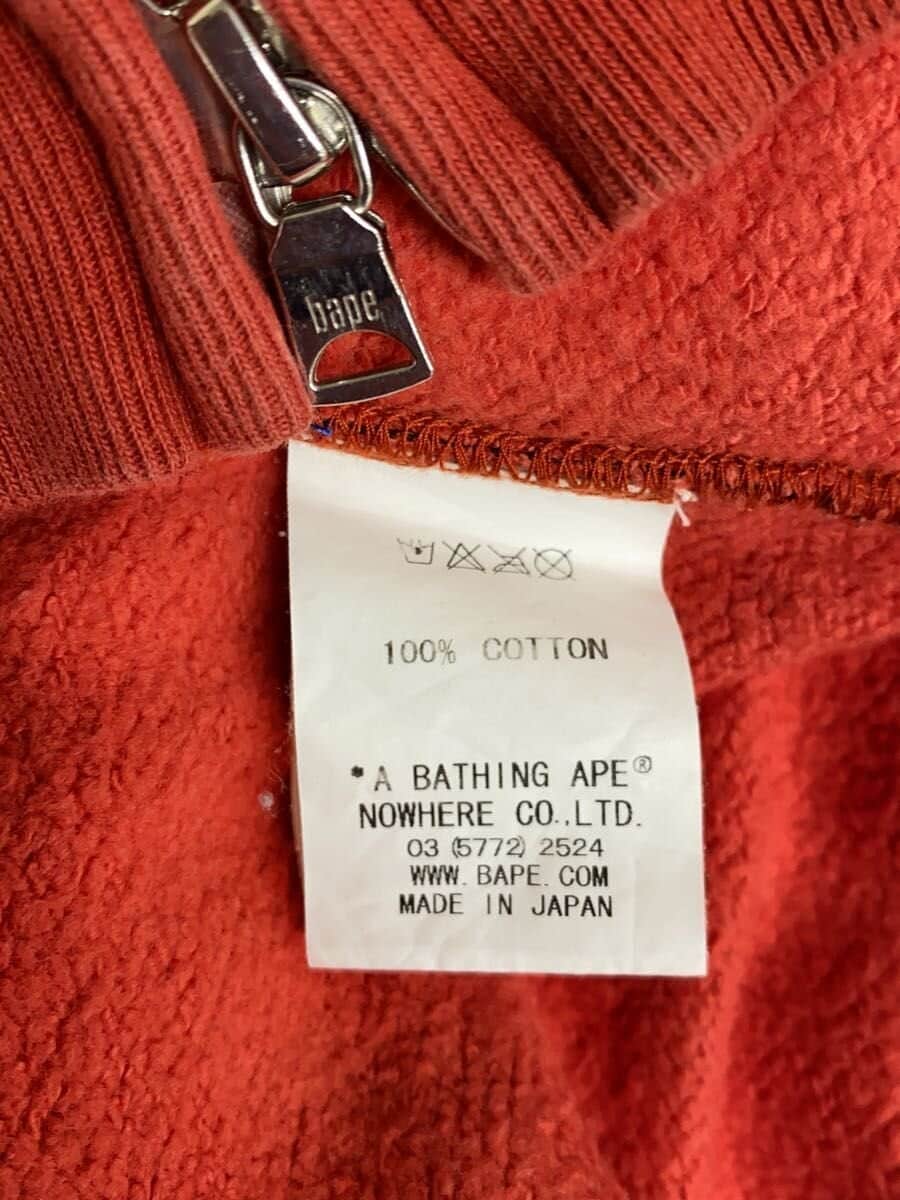 bape
100% COTTON
*A BATHING APE®
NOWHERE CO.,LTD.
03 (5772) 2524
WWW. BAPE. COM
MADE IN JAPAN